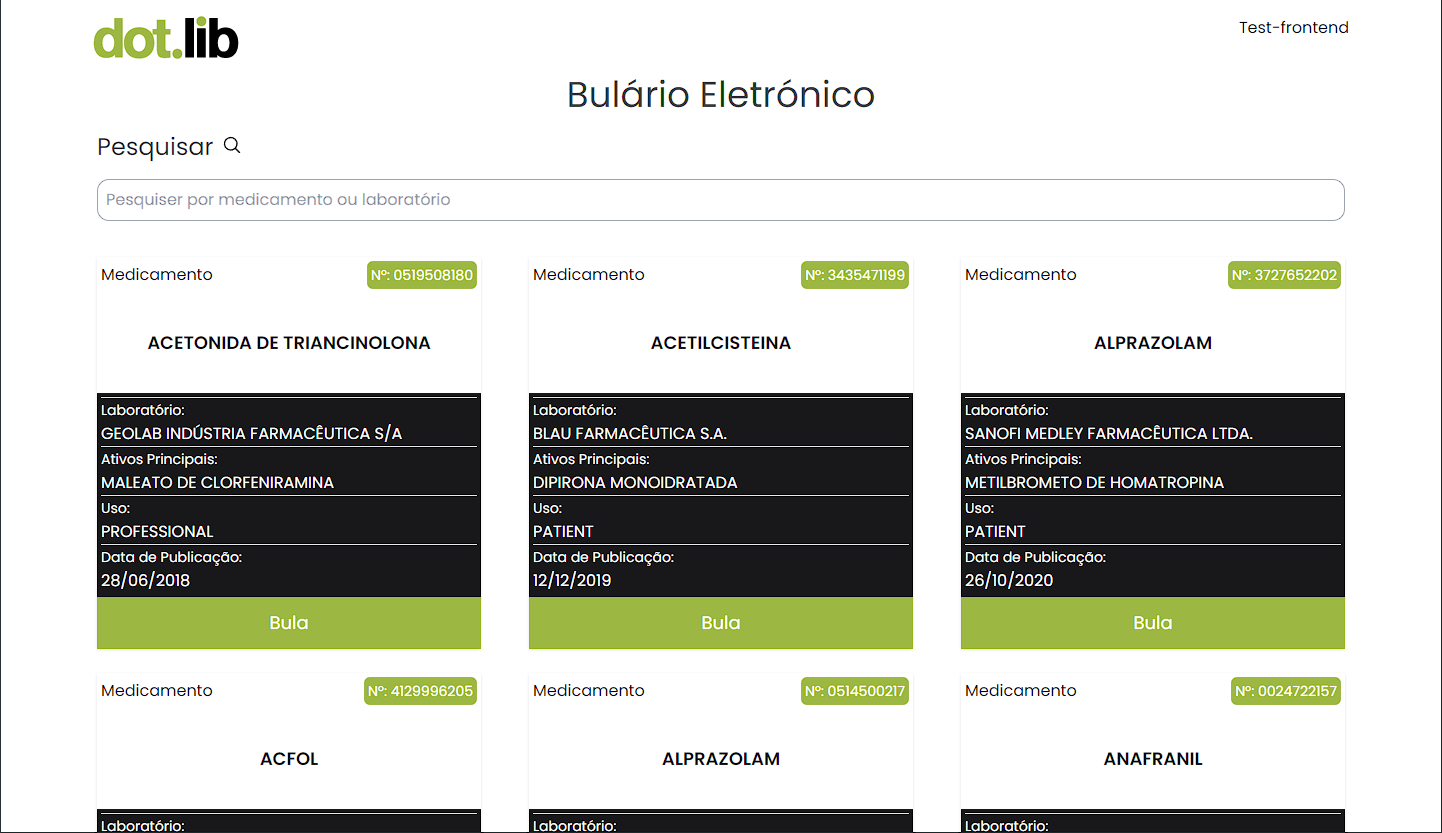 dot.lib
Test-frontend
Bulário Eletrónico
Pesquisar
Pesquiser por medicamento ou laboratório
Medicamento
Nº: 0519508180
ACETONIDA DE TRIANCINOLONA
Laboratório:
GEOLAB INDÚSTRIA FARMACÊUTICA S/A
Ativos Principais:
MALEATO DE CLORFENIRAMINA
Uso:
PROFESSIONAL
Data de Publicação:
28/06/2018
Bula
Medicamento
Nº: 3435471199
ACETILCISTEINA
Laboratório:
BLAU FARMACÊUTICA S.A.
Ativos Principais:
DIPIRONA MONOIDRATADA
Uso:
PATIENT
Data de Publicação:
12/12/2019
Bula
Medicamento
Nº: 3727652202
ALPRAZOLAM
Laboratório:
SANOFI MEDLEY FARMACÊUTICA LTDA.
Ativos Principais:
METILBROMETO DE HOMATROPINA
Uso:
PATIENT
Data de Publicação:
26/10/2020
Bula
Medicamento
Nº: 4129996205
ACFOL
Laboratório:
Medicamento
Nº: 0514500217
ALPRAZOLAM
Laboratório:
Medicamento
Nº: 0024722157
ANAFRANIL
Laboratório: